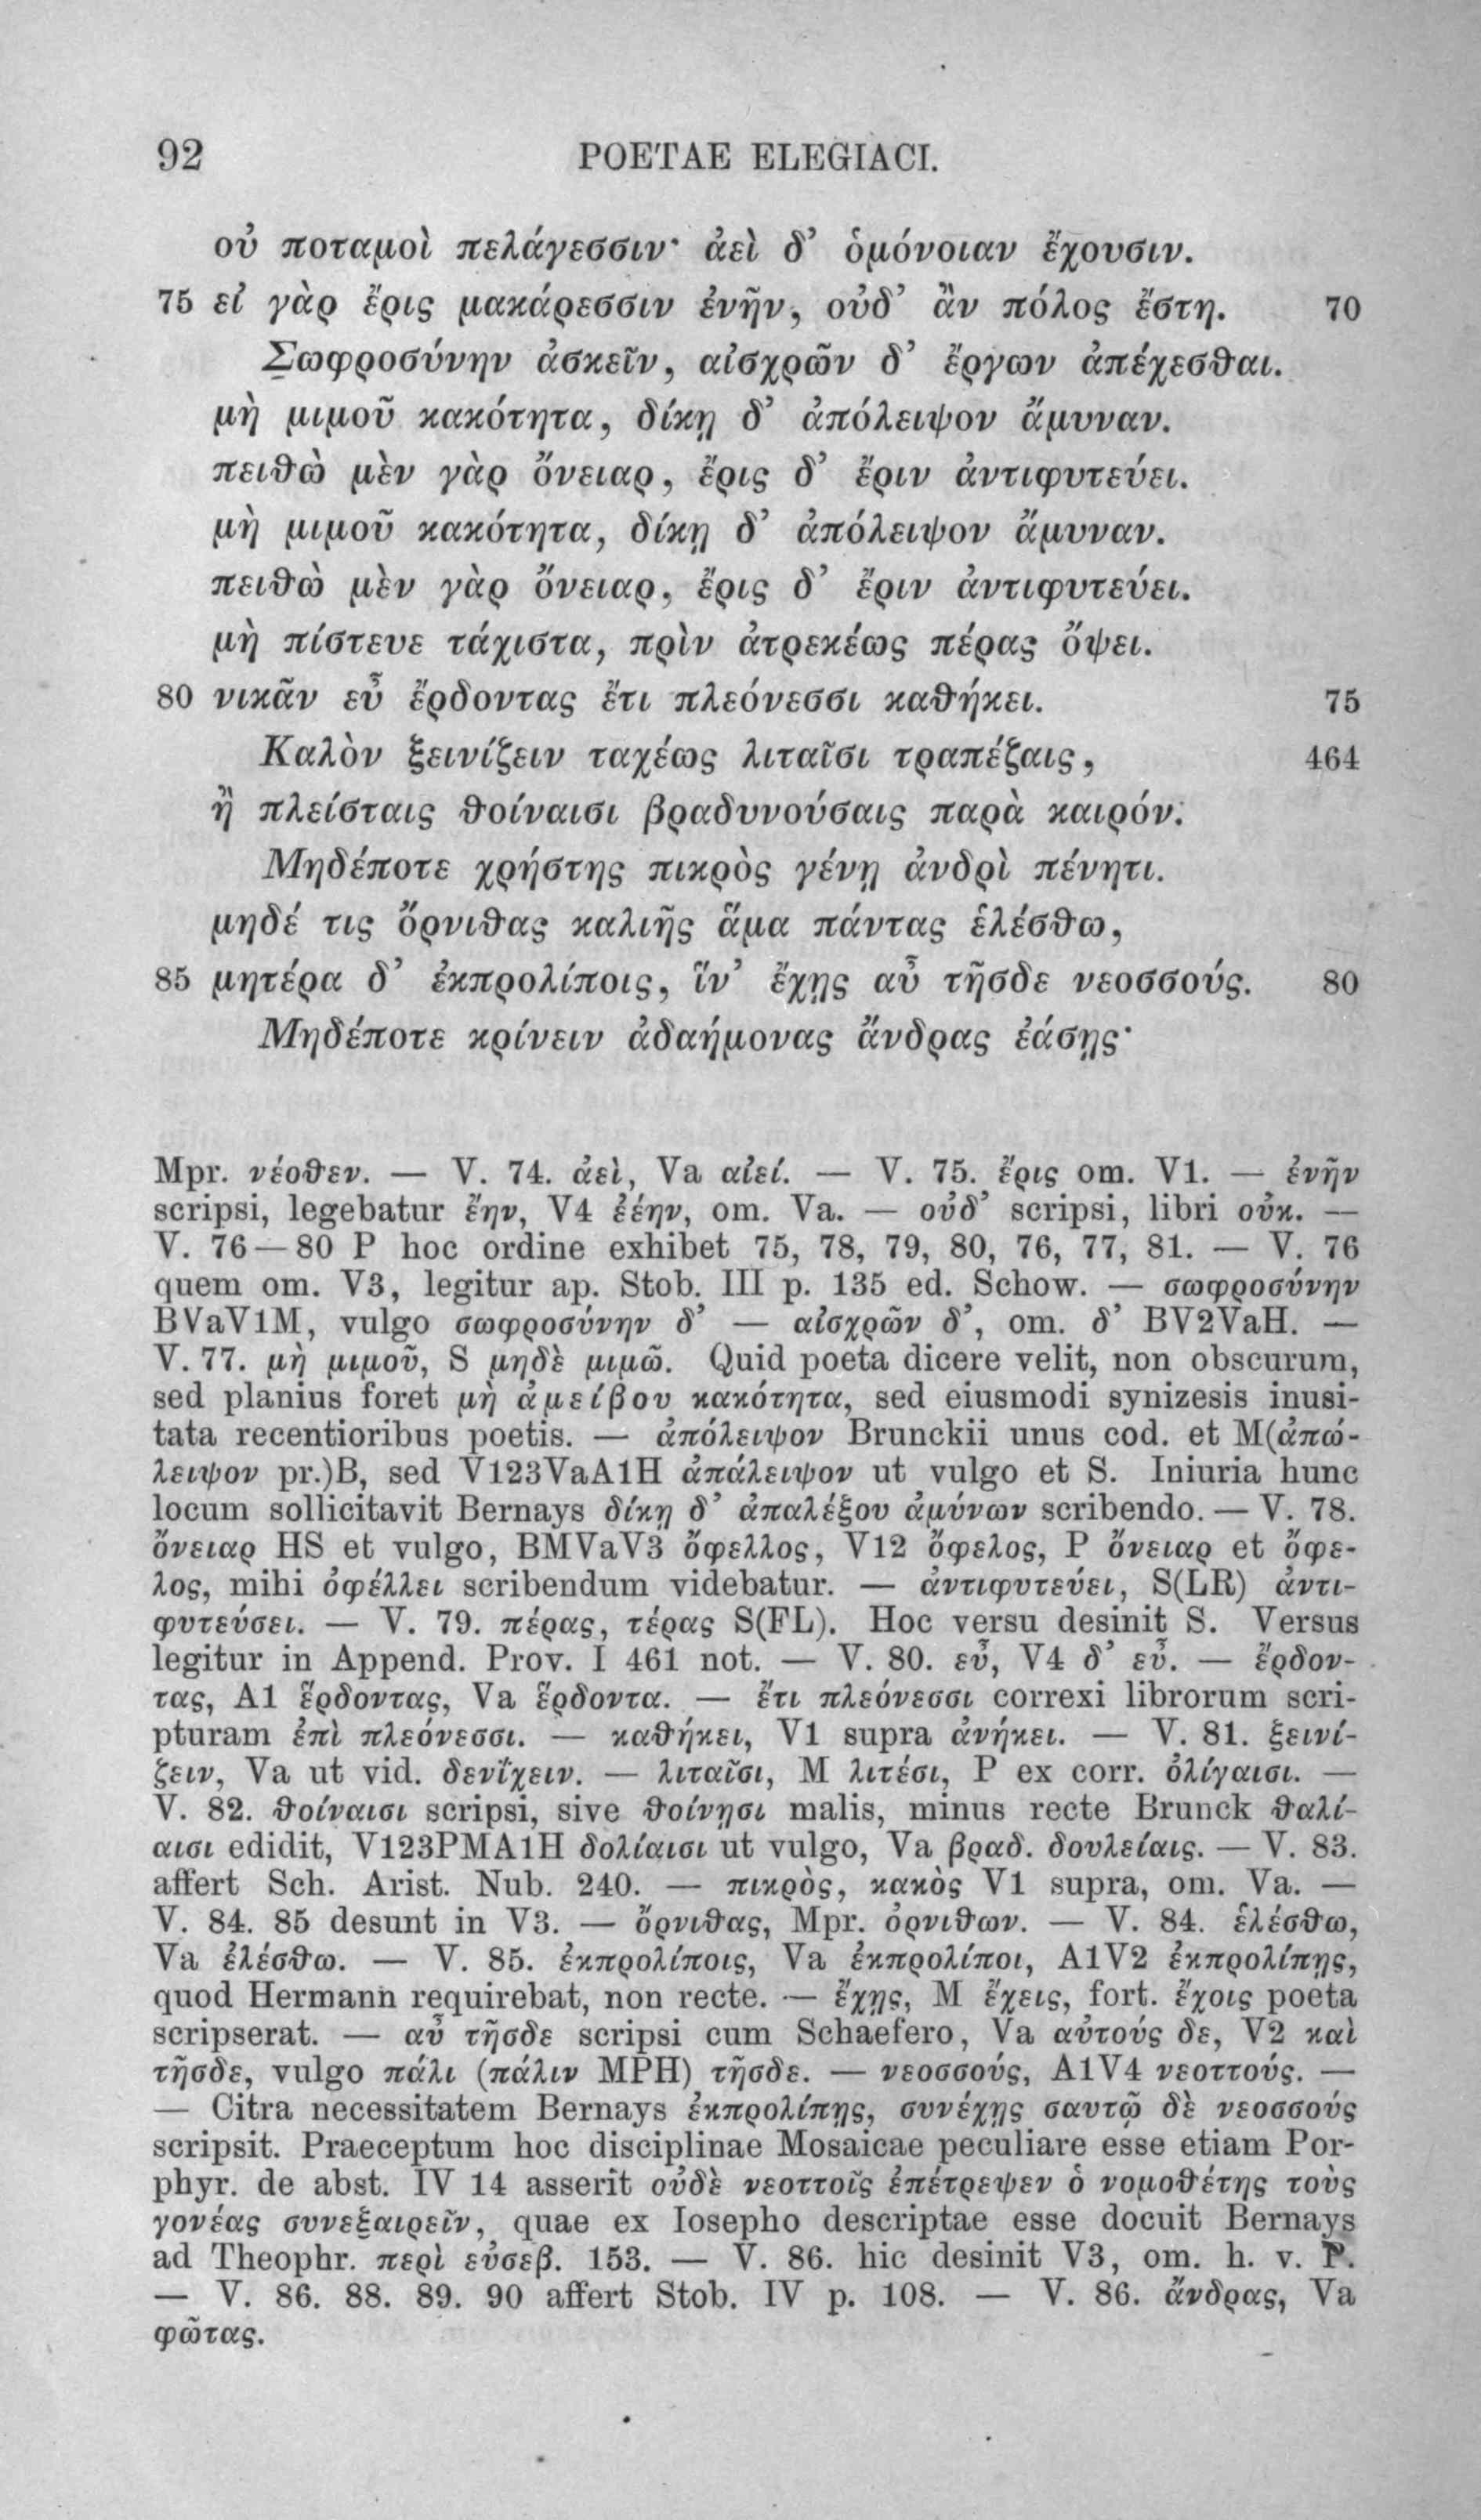 92 POETAE ELEGIACI.
οὐ ποταμοὶ πελάγεσσιν· ἀεὶ δ’ ὁμόνοιαν ἔχουσιν.
75 εἰ γὰρ ἔρις μακάρεσσιν ἐνῆν, οὐδ’ ἂν πόλος ἔστη. 70
Σωφροσύνην ἀσκεῖν, αἰσχρῶν δ’ ἔργων ἀπέχεσθαι.
μὴ μιμοῦ κακότητα, δίκῃ δ’ ἀπόλειψον ἄμυναν.
πειθὼ μὲν γὰρ ὄνειαρ, ἔρις δ’ ἔριν ἀντιφυτεύει.
μὴ μιμοῦ κακότητα, δίκῃ δ’ ἀπόλειψον ἄμυναν.
πειθὼ μὲν γὰρ ὄνειαρ, ἔρις δ’ ἔριν ἀντιφυτεύει.
μὴ πίστευε τάχιστα, πρὶν ἀτρεκέως πέρας ὄψει.
80 νικᾶν εὖ ἔρδοντας ἔτι πλεόνεσσι καθήκει. 75
Καλὸν ξεινίζειν ταχέως λιταῖσι τραπέζαις, 464
ἢ πλείσταις θοίναισι βραδυνούσαις παρὰ καιρόν.
Μηδέποτε χρήστης πικρὸς γένῃ ἀνδρὶ πένητι.
μηδέ τις ὄρνιθας καλιῆς ἅμα πάντας ἑλέσθω,
85 μητέρα δ’ ἐκπρολίποις, ἵν’ ἔχῃς αὖ τῆσδε νεοσσούς. 80
Μηδέποτε κρίνειν ἀδαήμονας ἄνδρας ἐάσῃς·
Mpr. νέοθεν. — V. 74. ἀεὶ, Va αἰεί. — V. 75. ἔρις om. V1. — ἐνῆν
scripsi, legebatur ἔην, V4 ἐέην, om. Va. — οὐδ’ scripsi, libri οὐκ. —
V. 76—80 P hoc ordine exhibet 75, 78, 79, 80, 76, 77, 81. — V. 76
quem om. V3, legitur ap. Stob. III p. 135 ed. Schow. — σωφροσύνην
BVaV1M, vulgo σωφροσύνην δ’ — αἰσχρῶν δ’, om. δ’ BV2VaH. —
V. 77. μὴ μιμοῦ, S μηδὲ μιμῶ. Quid poeta dicere velit, non obscurum,
sed planius foret μὴ ἀμείβου κακότητα, sed eiusmodi synizesis inusi-
tata recentioribus poetis. — ἀπόλειψον Brunckii unus cod. et M(ἀπώ-
λειψον pr.)B, sed V123VaA1H ἀπάλειψον ut vulgo et S. Iniuria hunc
locum sollicitavit Bernays δίκῃ δ’ ἀπαλέξου ἀμύνων scribendo. — V. 78.
ὄνειαρ HS et vulgo, BMVaV3 ὄφελλος, V12 ὄφελος, P ὄνειαρ et ὄφε-
λος, mihi ὀφέλλει scribendum videbatur. — ἀντιφυτεύει, S(LR) ἀντι-
φυτεύσει. — V. 79. πέρας, τέρας S(FL). Hoc versu desinit S. Versus
legitur in Append. Prov. I 461 not. — V. 80. εὖ, V4 δ’ εὖ. — ἔρδον-
τας, A1 ἕρδοντας, Va ἕρδοντα. — ἔτι πλεόνεσσι correxi librorum scri-
pturam ἐπὶ πλεόνεσσι. — καθήκει, V1 supra ἀνήκει. — V. 81. ξεινί-
ζειν, Va ut vid. δενΐχειν. — λιταῖσι, M λιτέσι, P ex corr. ὀλίγαισι. —
V. 82. θοίναισι scripsi, sive θοίνῃσι malis, minus recte Brunck θαλί-
αισι edidit, V123PMA1H δολίαισι ut vulgo, Va βραδ. δουλείαις. — V. 83.
affert Sch. Arist. Nub. 240. — πικρὸς, κακὸς V1 supra, om. Va. —
V. 84. 85 desunt in V3. — ὄρνιθας, Mpr. ὀρνιθων. — V. 84. ἑλέσθω,
Va ἐλέσθω. — V. 85. ἐκπρολίποις, Va ἐκπρολίποι, A1V2 ἐκπρολίπῃς,
quod Hermann requirebat, non recte. — ἔχῃς, M ἔχεις, fort. ἔχοις poeta
scripserat. — αὖ τῆσδε scripsi cum Schaefero, Va αὐτούς δε, V2 καὶ
τῆσδε, vulgo πάλι (πάλιν MPH) τῆσδε. — νεοσσούς, A1V4 νεοττούς. —
— Citra necessitatem Bernays ἐκπρολίπῃς, συνέχῃς σαυτῷ δὲ νεοσσούς
scripsit. Praeceptum hoc disciplinae Mosaicae peculiare esse etiam Por-
phyr. de abst. IV 14 asserit οὐδὲ νεοττοῖς ἐπέτρεψεν ὁ νομοθέτης τοὺς
γονέας συνεξαιρεῖν, quae ex Iosepho descriptae esse docuit Bernays
ad Theophr. περὶ εὐσεβ. 153. — V. 86. hic desinit V3, om. h. v. P.
— V. 86. 88. 89. 90 affert Stob. IV p. 108. — V. 86. ἄνδρας, Va
φῶτας.